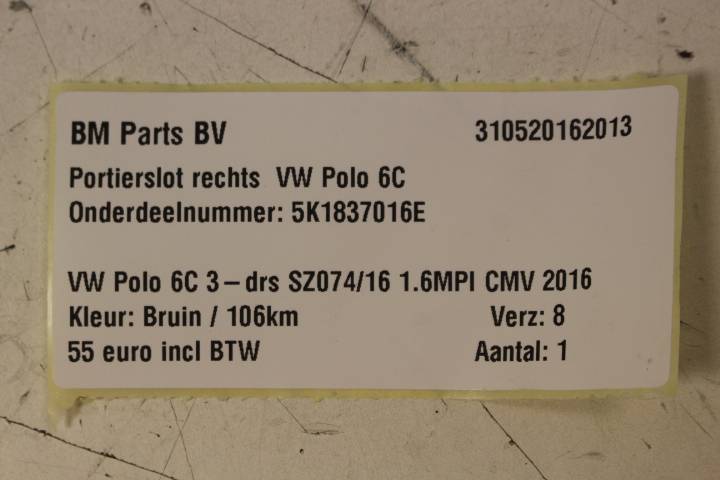 BM Parts BV 310520162013
Portierslot rechts VW Polo 6C
Onderdeelnummer: 5K1837016E
VW Polo 6C 3-drs SZ074/16 1.6MPI CMV 2016
Kleur: Bruin / 106km Verz: 8
55 euro incl BTW Aantal: 1